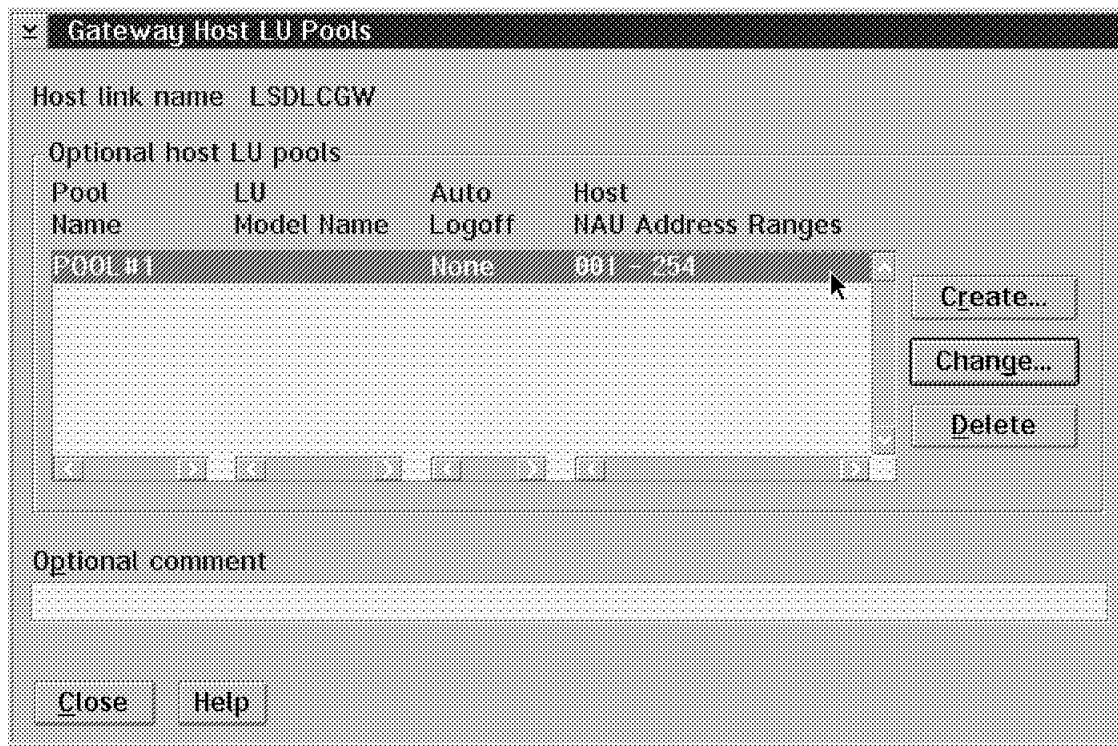 Gateway Host LU Pools
Host link name LSDLCGW
Optional host LU pools
Pool LU Auto Host
Name Model Name Logoff NAU Address Ranges
POOL#1 None 001 - 254
Create...
Change...
Delete
Optional comment
Close Help